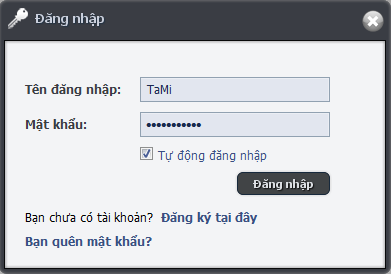 Đăng nhập
Tên đăng nhập: TaMi
Mật khẩu: •••••••••••
Tự động đăng nhập
Đăng nhập
Bạn chưa có tài khoản? Đăng ký tại đây
Bạn quên mật khẩu?